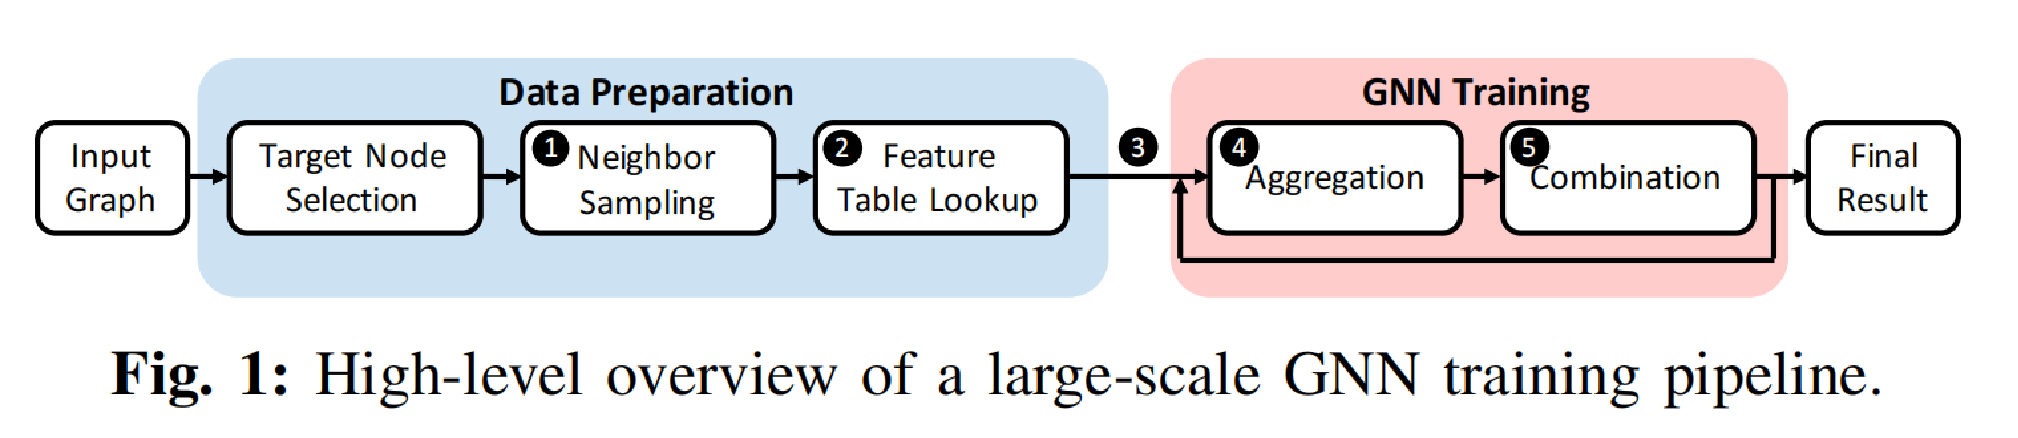 Data Preparation
GNN Training
Input
Graph
Target Node
Selection
1 Neighbor
Sampling
2 Feature
Table Lookup
3
4
Aggregation
5
Combination
Final
Result
Fig. 1: High-level overview of a large-scale GNN training pipeline.